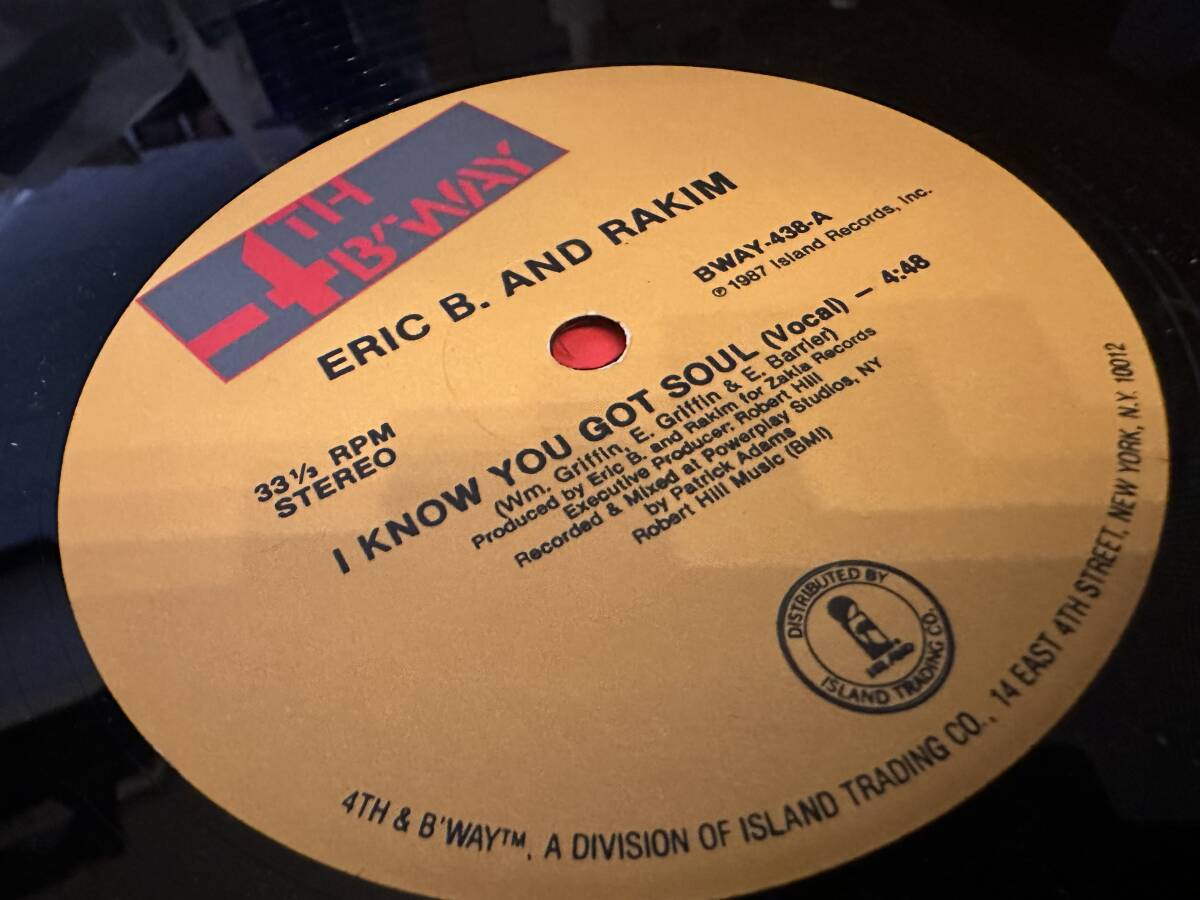 4TH
B'WAY
ERIC B. AND RAKIM
BWAY-438-A
℗ 1987 Island Records, Inc.
33 1/3 RPM
STEREO
I KNOW YOU GOT SOUL (Vocal) — 4:48
(Wm. Griffin, E. Griffin & E. Barrier)
Produced by Eric B. and Rakim for Zakia Records
Executive Producer: Robert Hill
Recorded & Mixed at Powerplay Studios, NY
by Patrick Adams
Robert Hill Music (BMI)
DISTRIBUTED BY
ISLAND
ISLAND TRADING CO.
4TH & B'WAY™, A DIVISION OF ISLAND TRADING CO., 14 EAST 4TH STREET, NEW YORK, N.Y. 10012